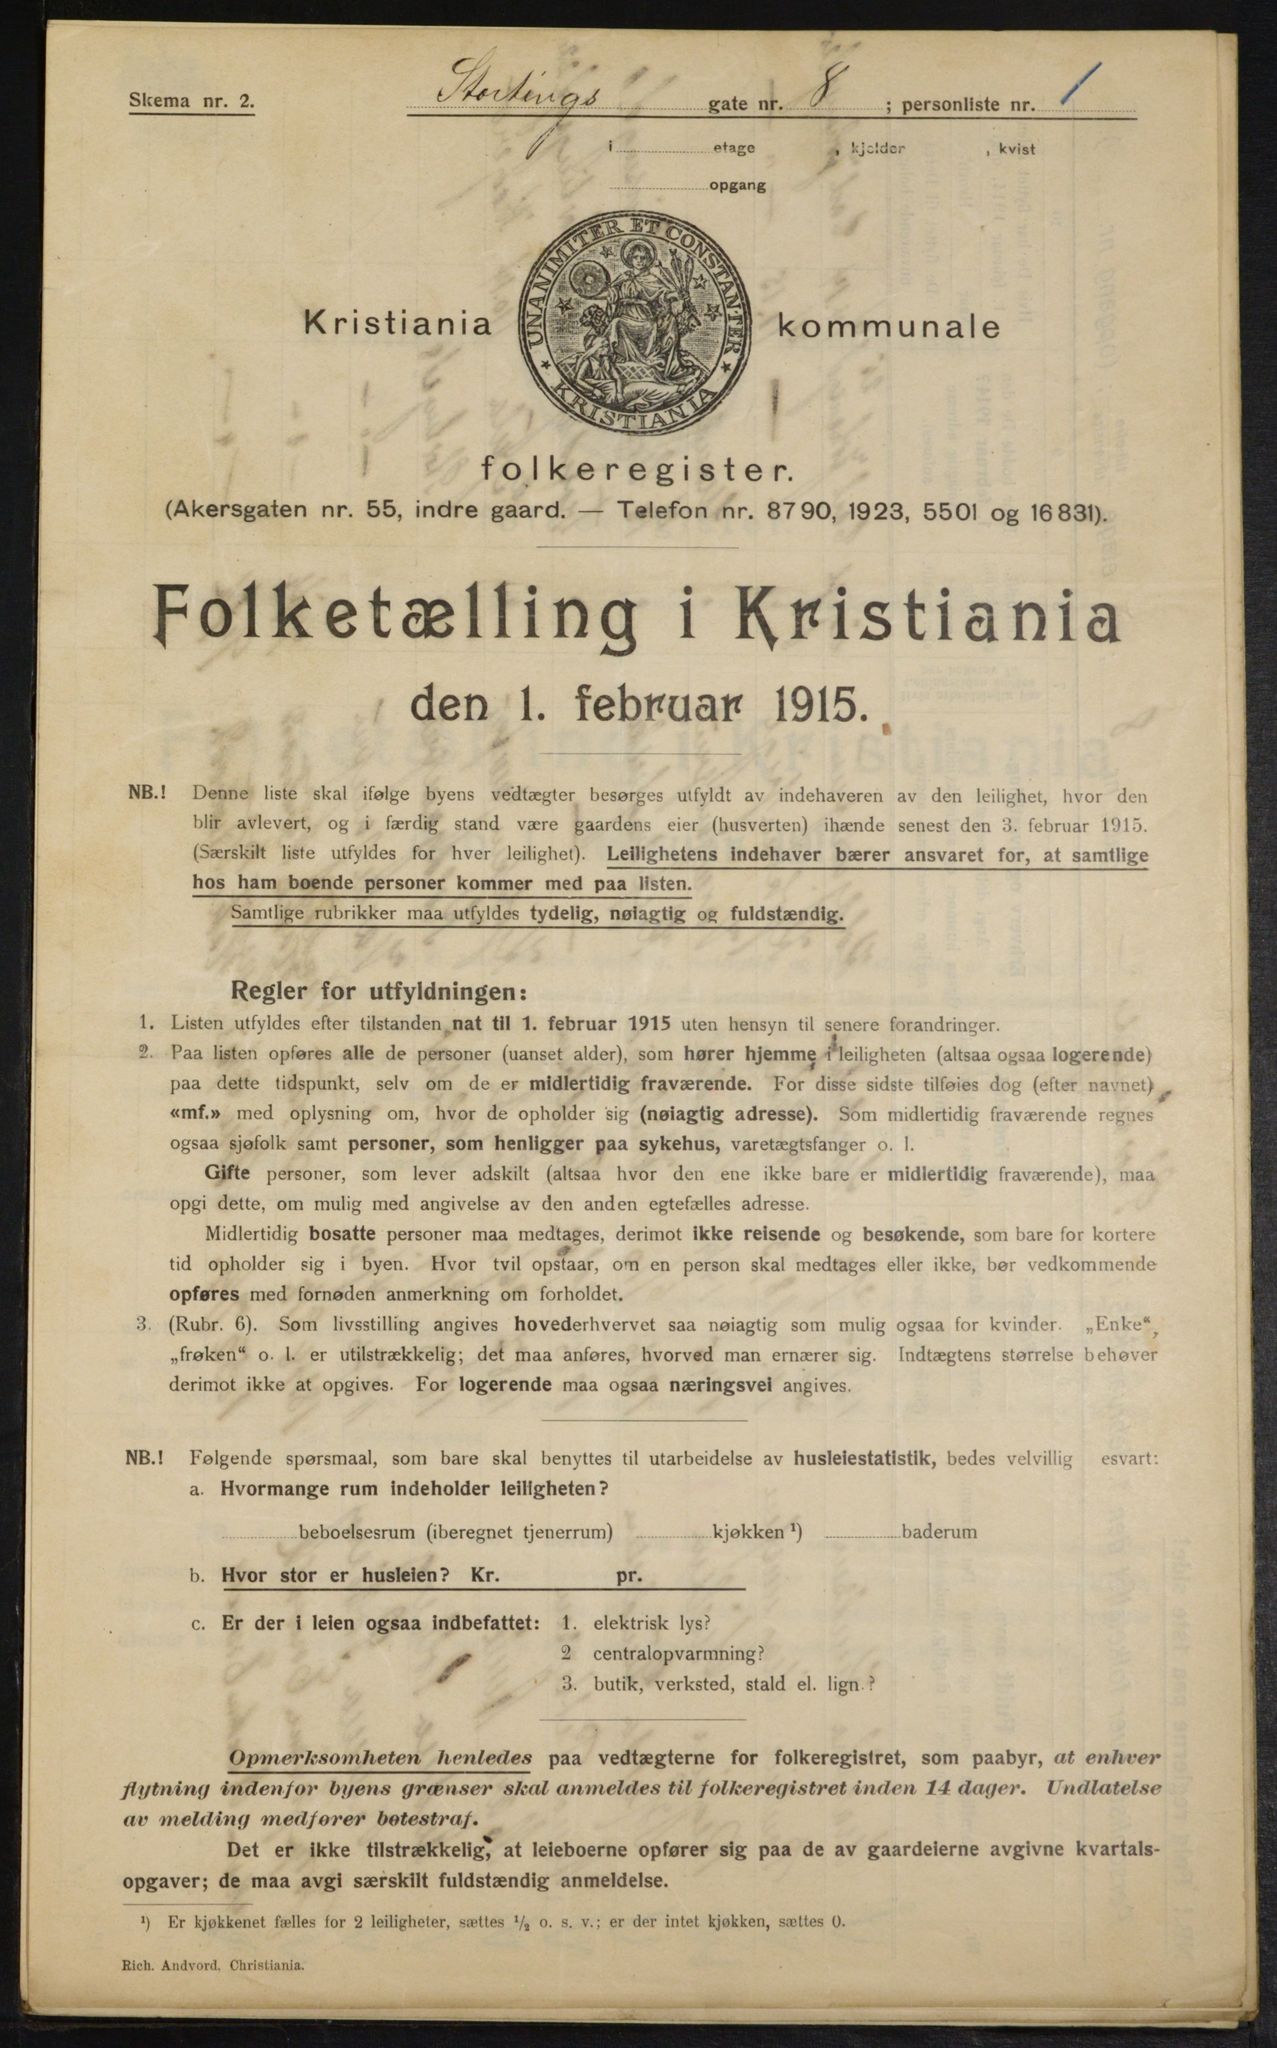 Skema nr. 2.
Stortings gate nr. 8 ; personliste nr. 1
i etage , kjelder , kvist
opgang
UNANIMITER ET CONSTANTER
KRISTIANIA
Kristiania kommunale
folkeregister.
(Akersgaten nr. 55, indre gaard. — Telefon nr. 8790, 1923, 5501 og 16831).
Folketælling i Kristiania
den 1. februar 1915.
NB.! Denne liste skal ifølge byens vedtægter besørges utfyldt av indehaveren av den leilighet, hvor den
blir avlevert, og i færdig stand være gaardens eier (husverten) ihænde senest den 3. februar 1915.
(Særskilt liste utfyldes for hver leilighet). Leilighetens indehaver bærer ansvaret for, at samtlige
hos ham boende personer kommer med paa listen.
Samtlige rubrikker maa utfyldes tydelig, nøiagtig og fuldstændig.
Regler for utfyldningen:
1. Listen utfyldes efter tilstanden nat til 1. februar 1915 uten hensyn til senere forandringer.
2. Paa listen opføres alle de personer (uanset alder), som hører hjemme i leiligheten (altsaa ogsaa logerende)
paa dette tidspunkt, selv om de er midlertidig fraværende. For disse sidste tilføies dog (efter navnet)
«mf.» med oplysning om, hvor de opholder sig (nøiagtig adresse). Som midlertidig fraværende regnes
ogsaa sjøfolk samt personer, som henligger paa sykehus, varetægtsfanger o. l.
Gifte personer, som lever adskilt (altsaa hvor den ene ikke bare er midlertidig fraværende), maa
opgi dette, om mulig med angivelse av den anden egtefælles adresse.
Midlertidig bosatte personer maa medtages, derimot ikke reisende og besøkende, som bare for kortere
tid opholder sig i byen. Hvor tvil opstaar, om en person skal medtages eller ikke, bør vedkommende
opføres med fornøden anmerkning om forholdet.
3. (Rubr. 6). Som livsstilling angives hovederhvervet saa nøiagtig som mulig ogsaa for kvinder. „Enke“,
„frøken“ o. l. er utilstrækkelig; det maa anføres, hvorved man ernærer sig. Indtægtens størrelse behøver
derimot ikke at opgives. For logerende maa ogsaa næringsvei angives.
NB.! Følgende spørsmaal, som bare skal benyttes til utarbeidelse av husleiestatistik, bedes velvillig esvart:
a. Hvormange rum indeholder leiligheten?
beboelsesrum (iberegnet tjenerrum) kjøkken ¹) baderum
b. Hvor stor er husleien? Kr. pr.
c. Er der i leien ogsaa indbefattet: 1. elektrisk lys?
2 centralopvarmning?
3. butik, verksted, stald el. lign.?
Opmerksomheten henledes paa vedtægterne for folkeregistret, som paabyr, at enhver
flytning indenfor byens grænser skal anmeldes til folkeregistret inden 14 dager. Undlatelse
av melding medfører bøtestraf.
Det er ikke tilstrækkelig, at leieboerne opfører sig paa de av gaardeierne avgivne kvartals-
opgaver; de maa avgi særskilt fuldstændig anmeldelse.
¹) Er kjøkkenet fælles for 2 leiligheter, sættes ½ o. s. v.; er der intet kjøkken, sættes 0.
Rich. Andvord, Christiania.